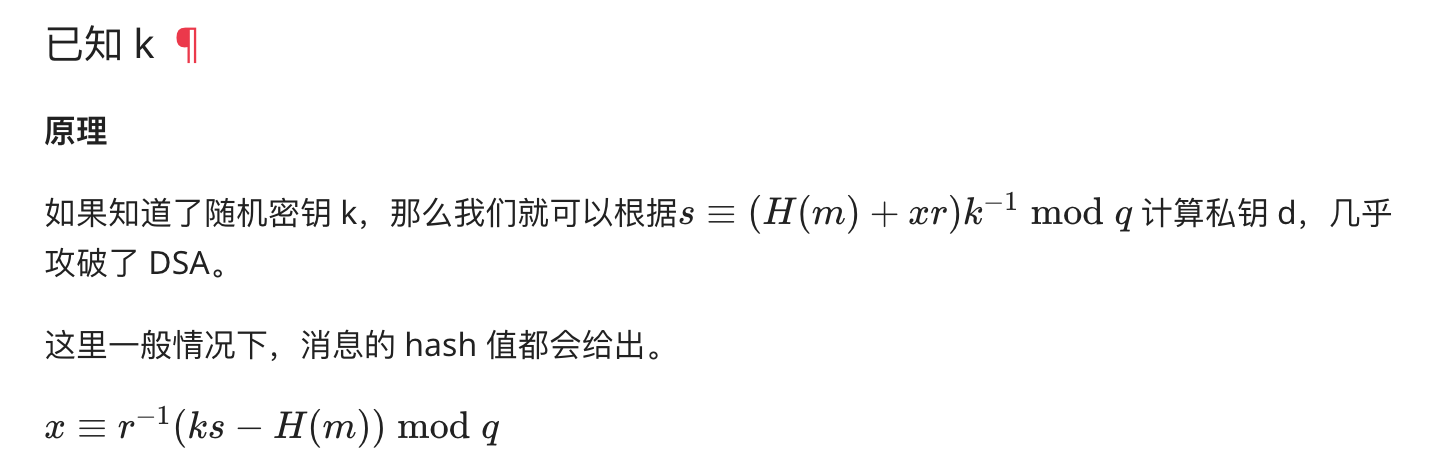 已知 k ¶
原理
如果知道了随机密钥 k，那么我们就可以根据s ≡ (H(m) + xr)k⁻¹ mod q 计算私钥 d，几乎
攻破了 DSA。
这里一般情况下，消息的 hash 值都会给出。
x ≡ r⁻¹(ks − H(m)) mod q